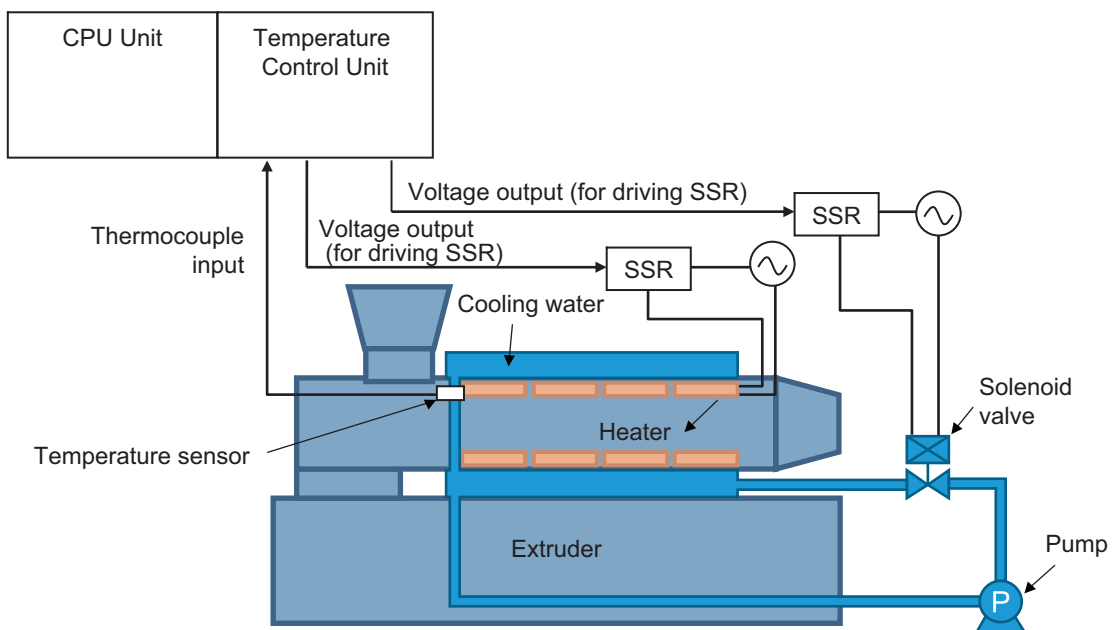 CPU Unit
Temperature
Control Unit
Voltage output (for driving SSR)
SSR
Thermocouple
input
Voltage output
(for driving SSR)
SSR
Cooling water
Solenoid
valve
Heater
Temperature sensor
Extruder
Pump
P